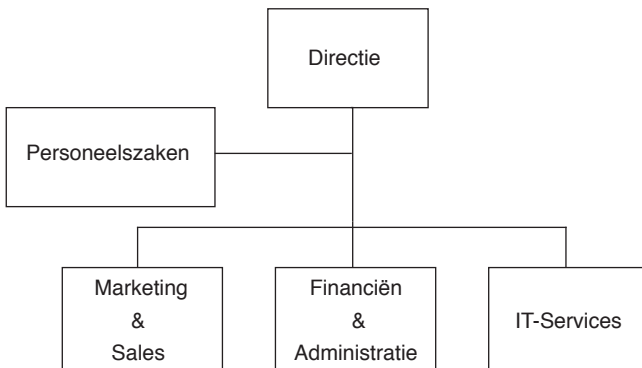 Directie
Personeelszaken
Marketing
&
Sales
Financiën
&
Administratie
IT-Services